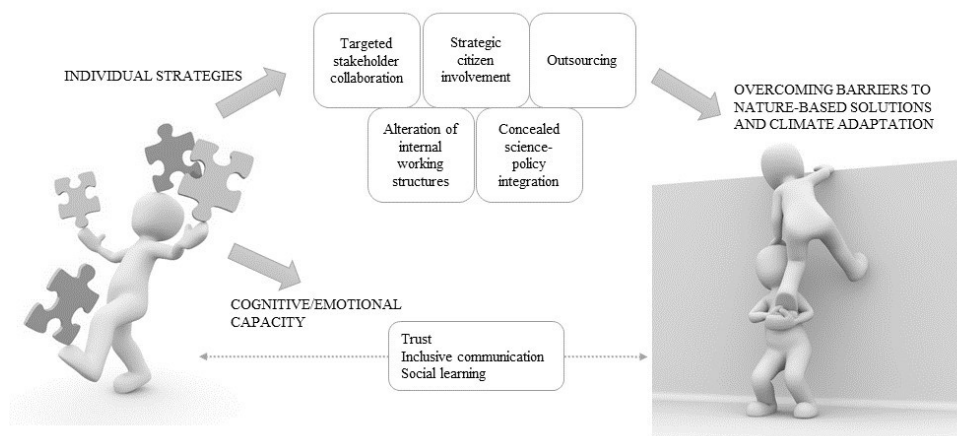 INDIVIDUAL STRATEGIES
Targeted
stakeholder
collaboration
Strategic
citizen
involvement
Outsourcing
Alteration of
internal
working
structures
Concealed
science-
policy
integration
OVERCOMING BARRIERS TO
NATURE-BASED SOLUTIONS
AND CLIMATE ADAPTATION
COGNITIVE/EMOTIONAL
CAPACITY
Trust
Inclusive communication
Social learning